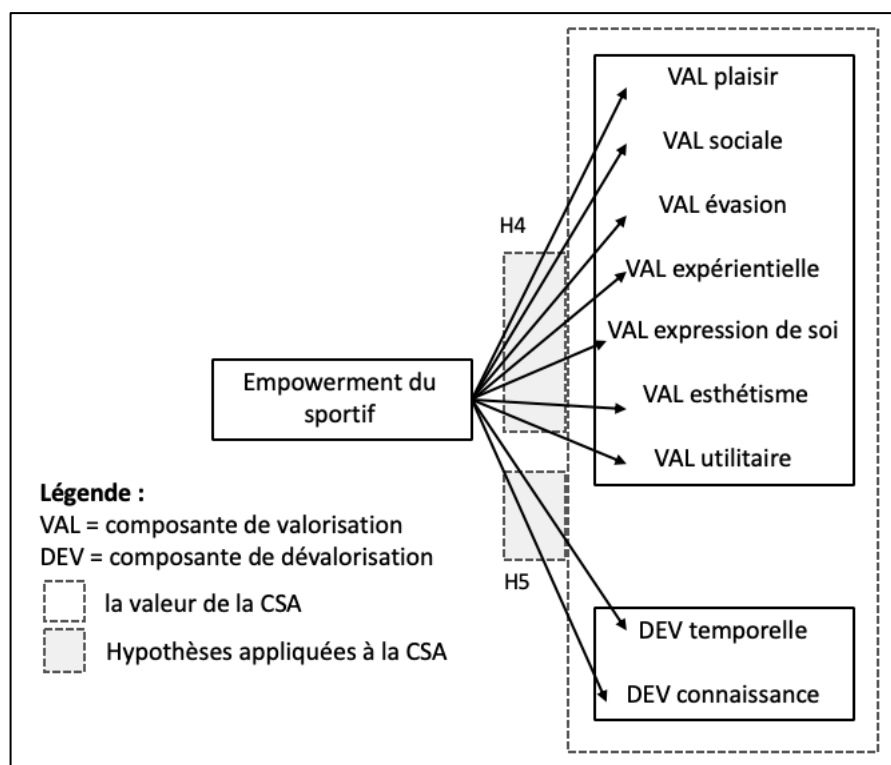 VAL plaisir
VAL sociale
VAL évasion
H4
VAL expérientielle
VAL expression de soi
Empowerment du
sportif
VAL esthétisme
VAL utilitaire
Légende :
VAL = composante de valorisation
DEV = composante de dévalorisation
H5
la valeur de la CSA
Hypothèses appliquées à la CSA
DEV temporelle
DEV connaissance